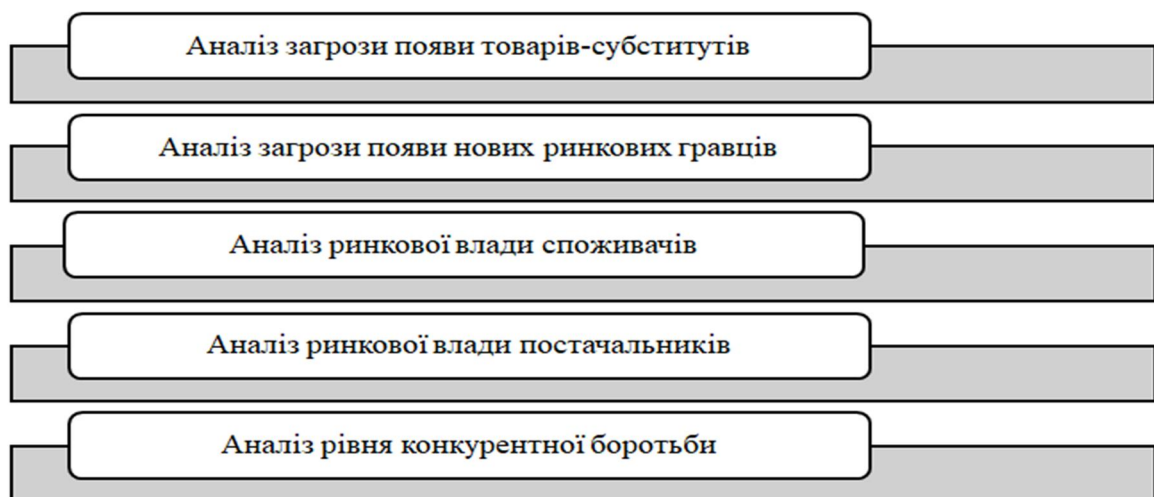 Аналіз загрози появи товарів-субститутів
Аналіз загрози появи нових ринкових гравців
Аналіз ринкової влади споживачів
Аналіз ринкової влади постачальників
Аналіз рівня конкурентної боротьби